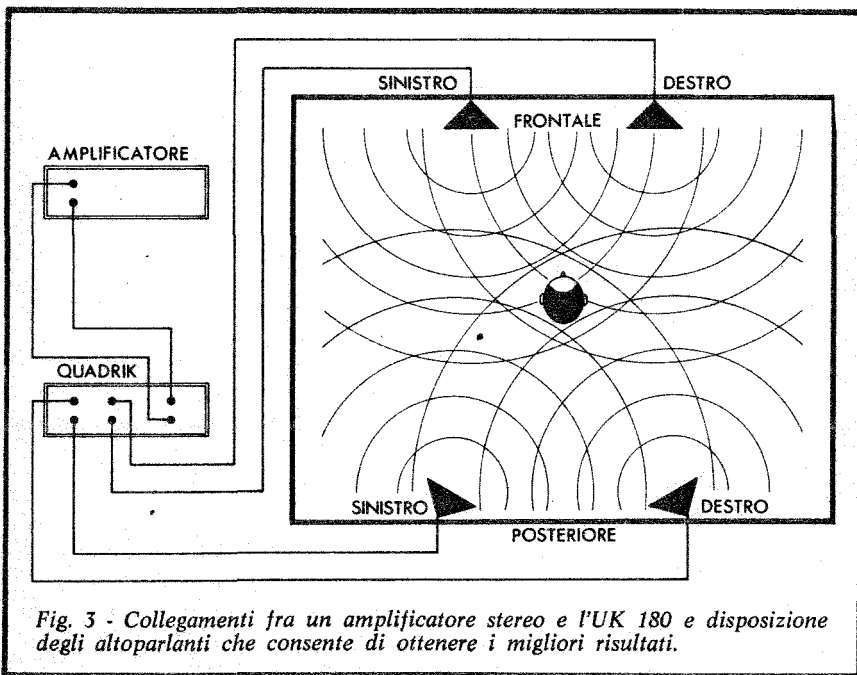 SINISTRO
DESTRO
FRONTALE
AMPLIFICATORE
QUADRIK
SINISTRO
DESTRO
POSTERIORE
Fig. 3 - Collegamenti fra un amplificatore stereo e l'UK 180 e disposizione
degli altoparlanti che consente di ottenere i migliori risultati.